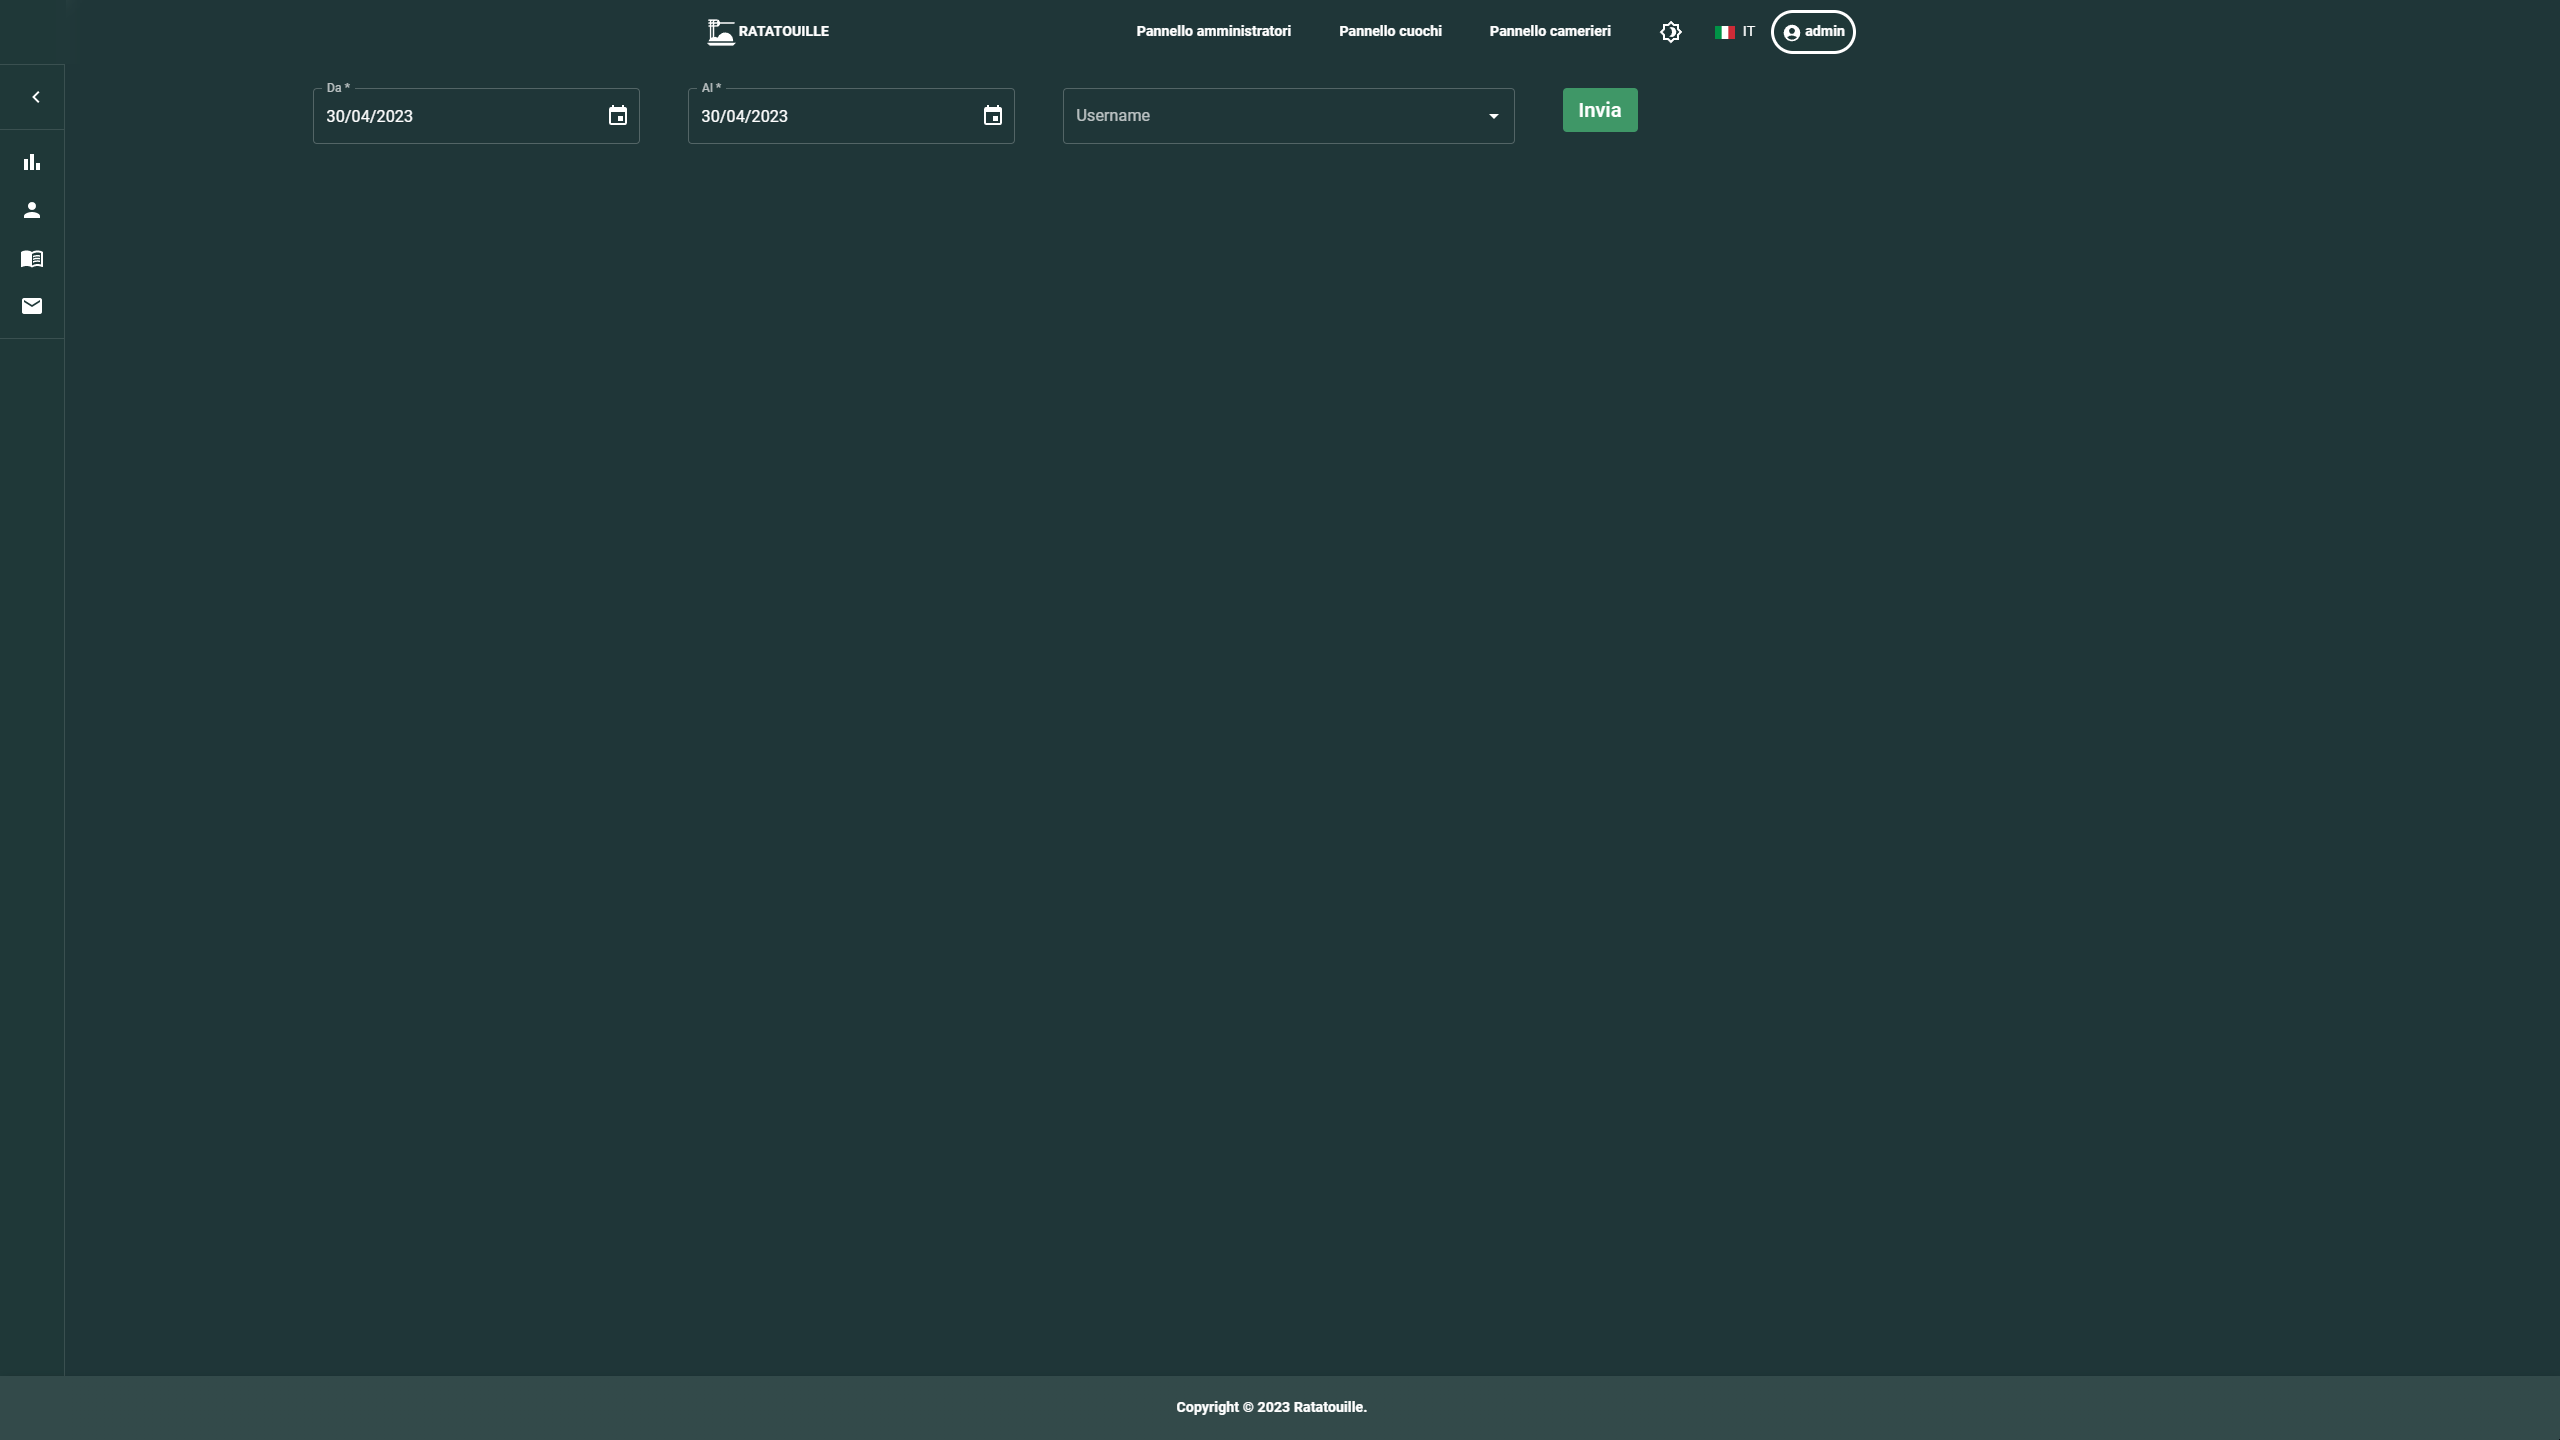 RATATOUILLE
Pannello amministratori
Pannello cuochi
Pannello camerieri
IT
admin
Da *
30/04/2023
Al *
30/04/2023
Username
Invia
Copyright © 2023 Ratatouille.